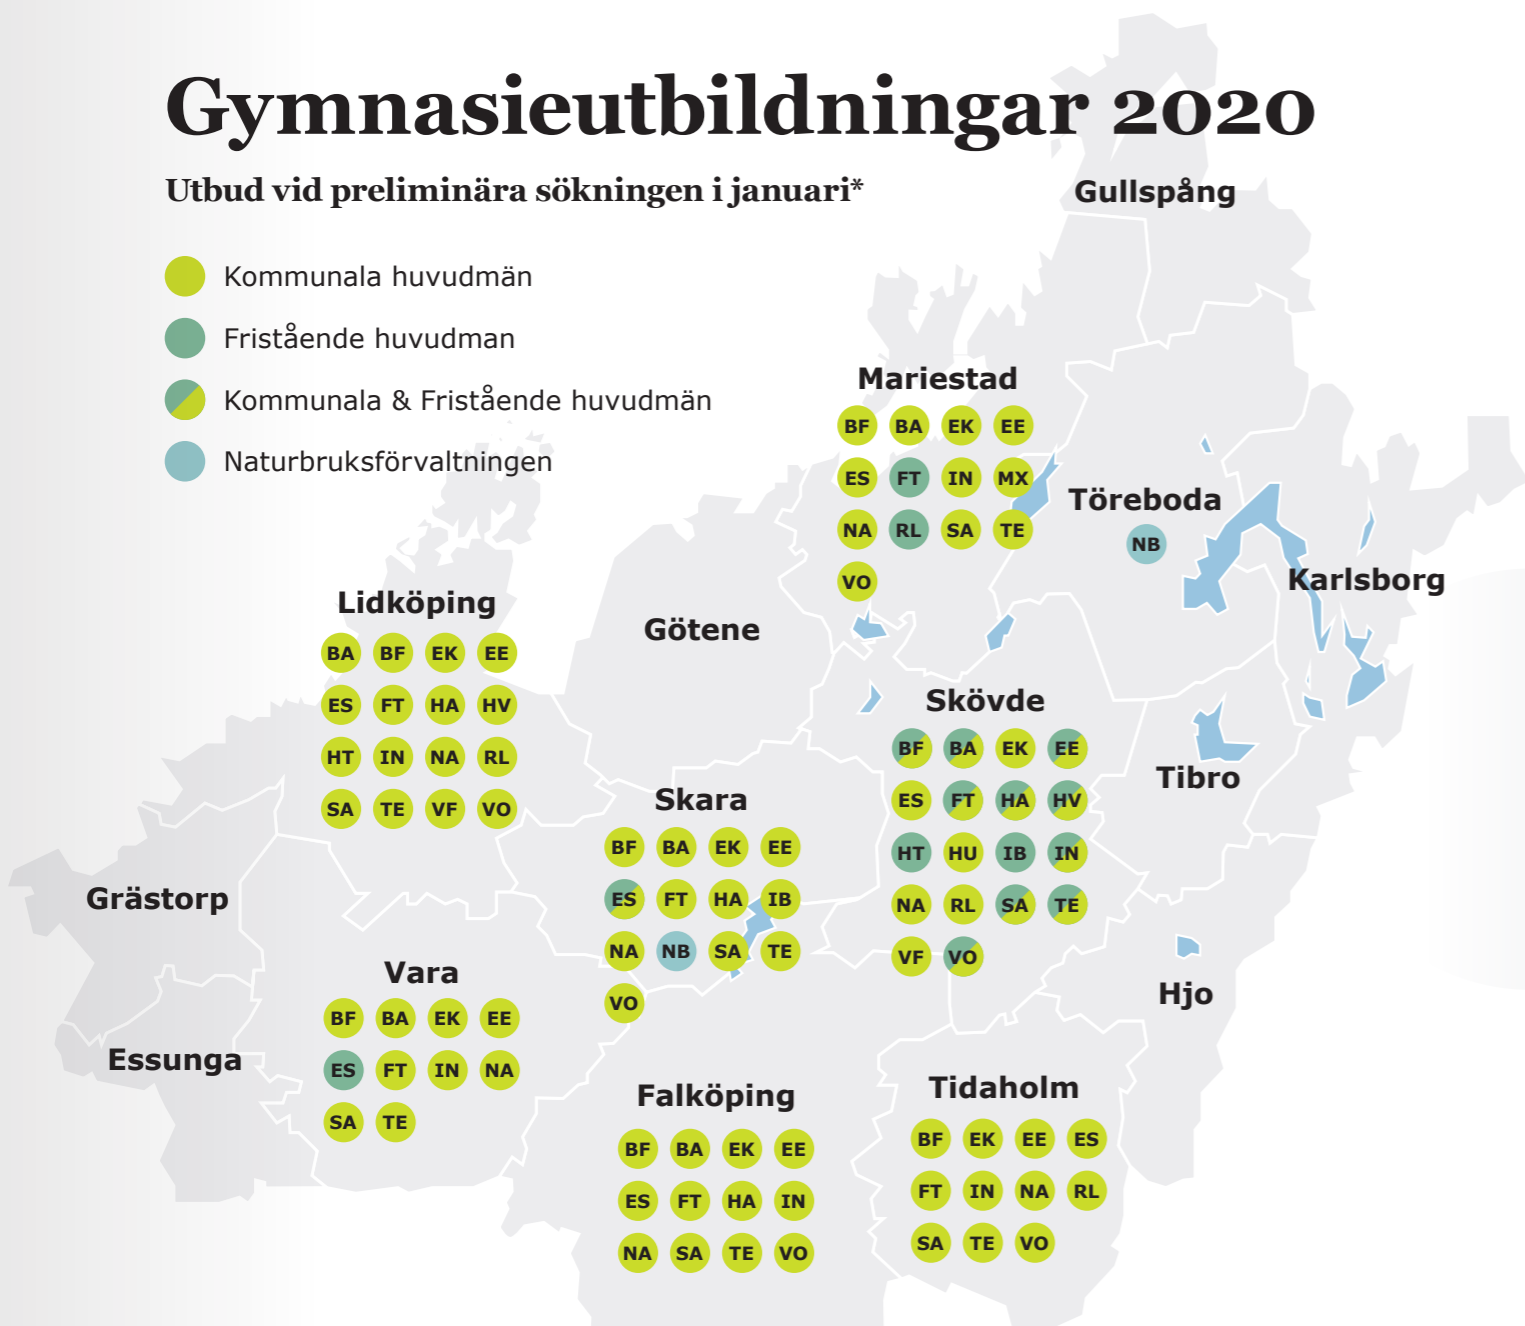 Gymnasieutbildningar 2020
Utbud vid preliminära sökningen i januari*
Kommunala huvudmän
Fristående huvudman
Kommunala & Fristående huvudmän
Naturbruksförvaltningen
Gullspång
Mariestad
BF BA EK EE
ES FT IN MX
NA RL SA TE
VO
Töreboda
NB
Karlsborg
Lidköping
BA BF EK EE
ES FT HA HV
HT IN NA RL
SA TE VF VO
Götene
Skövde
BF BA EK EE
ES FT HA HV
HT HU IB IN
NA RL SA TE
VF VO
Tibro
Skara
BF BA EK EE
ES FT HA IB
NA NB SA TE
VO
Grästorp
Vara
BF BA EK EE
ES FT IN NA
SA TE
Hjo
Essunga
Falköping
BF BA EK EE
ES FT HA IN
NA SA TE VO
Tidaholm
BF EK EE ES
FT IN NA RL
SA TE VO